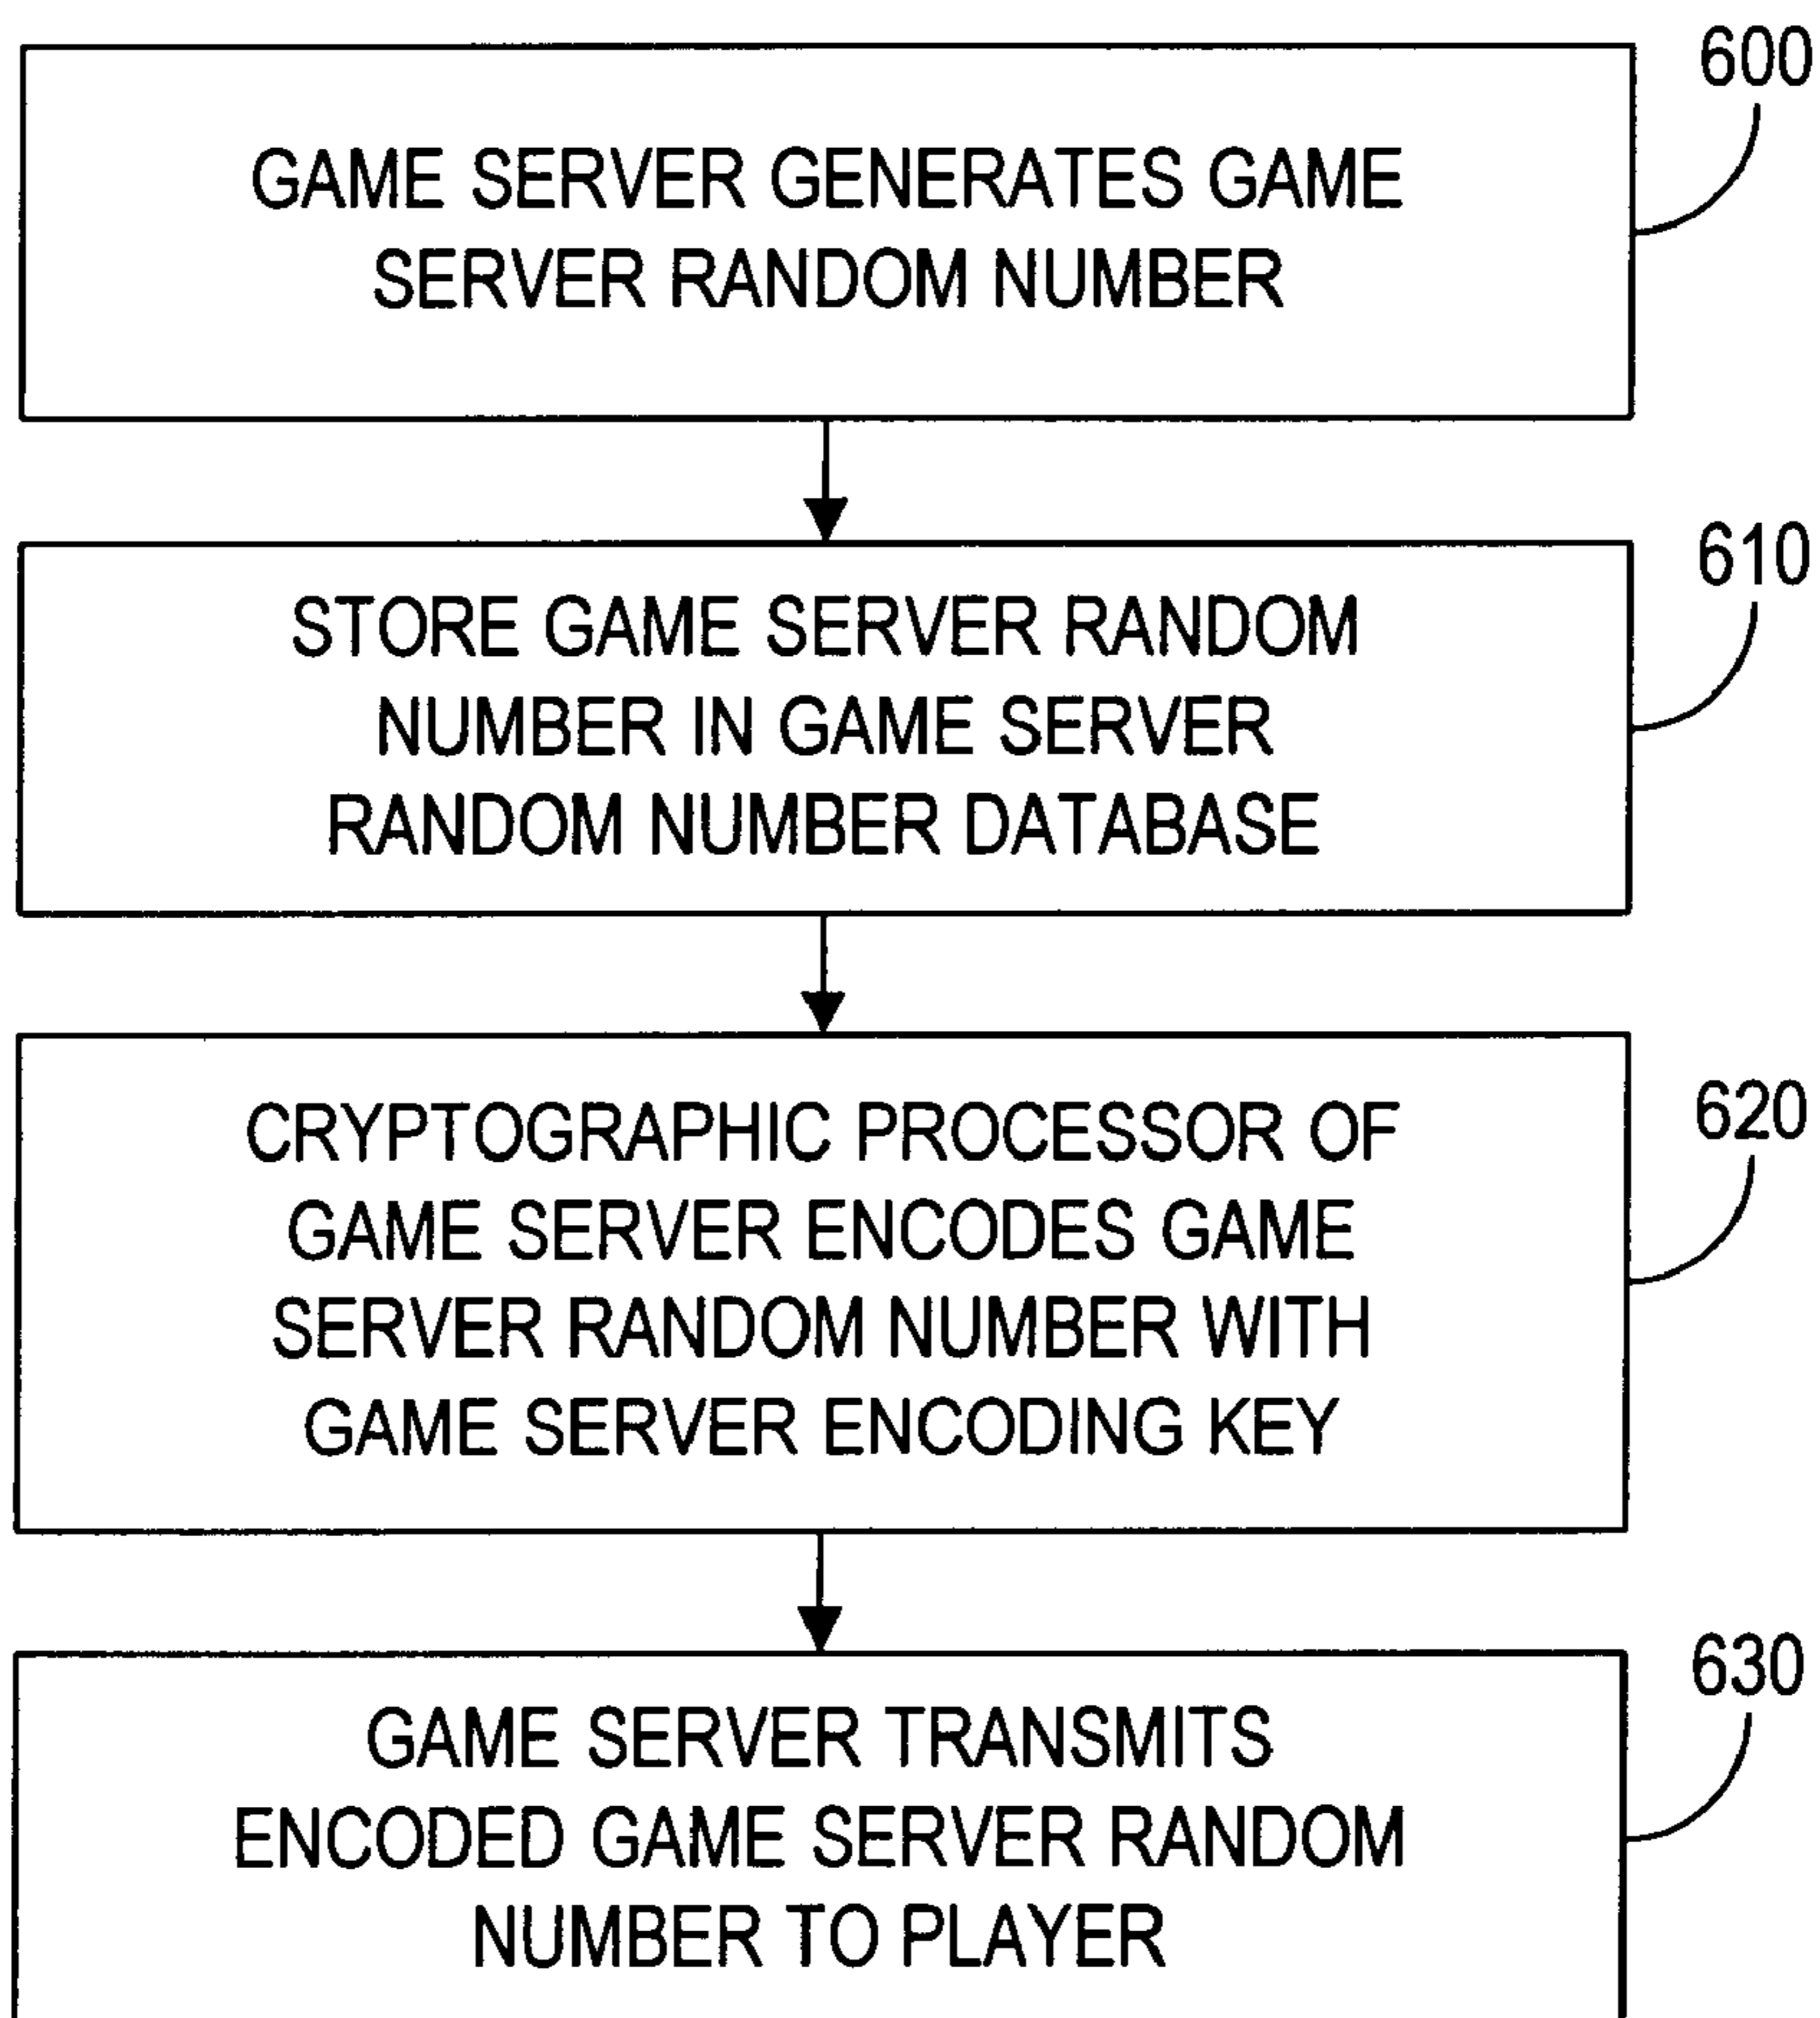 600
GAME SERVER GENERATES GAME
SERVER RANDOM NUMBER
610
STORE GAME SERVER RANDOM
NUMBER IN GAME SERVER
RANDOM NUMBER DATABASE
620
CRYPTOGRAPHIC PROCESSOR OF
GAME SERVER ENCODES GAME
SERVER RANDOM NUMBER WITH
GAME SERVER ENCODING KEY
630
GAME SERVER TRANSMITS
ENCODED GAME SERVER RANDOM
NUMBER TO PLAYER